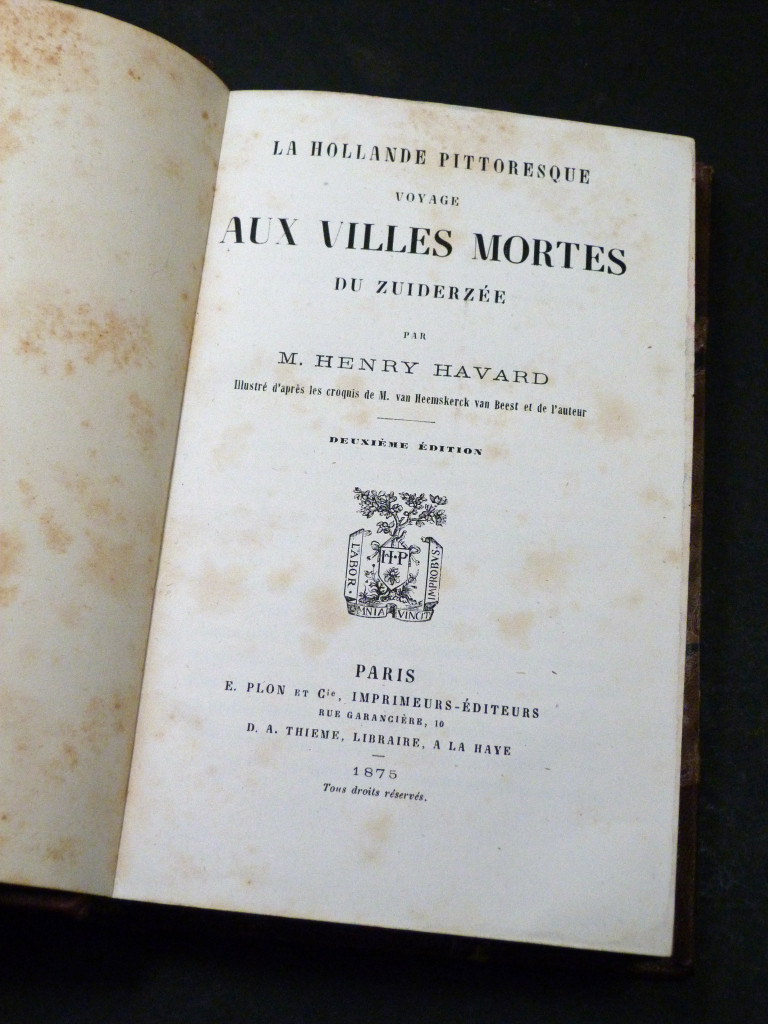 LA HOLLANDE PITTORESQUE
VOYAGE
AUX VILLES MORTES
DU ZUIDERZÉE
PAR
M. HENRY HAVARD
Illustré d'après les croquis de M. van Heemskerck van Beest et de l'auteur
DEUXIÈME ÉDITION
H·P
LABOR · OMNIA VINCIT IMPROBVS
PARIS
E. PLON ET Cie, IMPRIMEURS-ÉDITEURS
RUE GARANCIÈRE, 10
D. A. THIEME, LIBRAIRE, A LA HAYE
1875
Tous droits réservés.